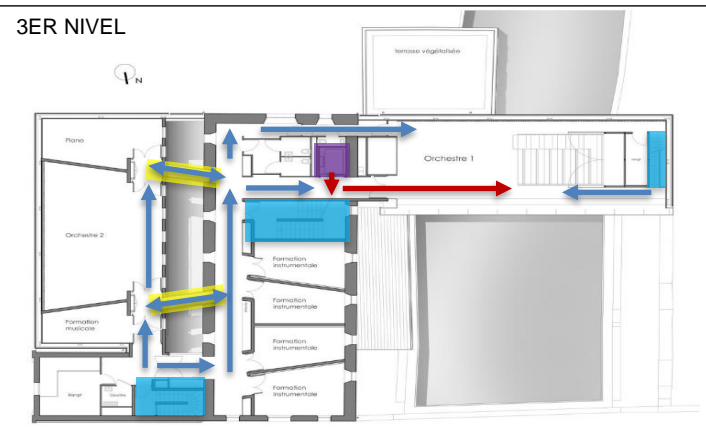 3ER NIVEL
terrasse végétalisée
N
Piano
Orchestre 1
Orchestre 2
Formation
instrumentale
Formation
instrumentale
Formation
musicale
Formation
instrumentale
Formation
instrumentale